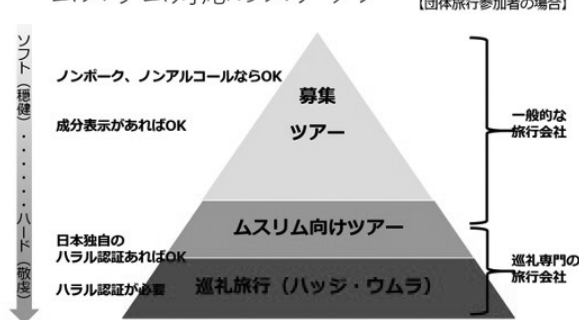 【団体旅行参加者の場合】
ソフト（穏健）・・・・・・・ハード（敬虔）
ノンポーク、ノンアルコールならOK
成分表示があればOK
日本独自の
ハラル認証あればOK
ハラル認証が必要
募集
ツアー
ムスリム向けツアー
巡礼旅行（ハッジ・ウムラ）
一般的な
旅行会社
巡礼専門の
旅行会社